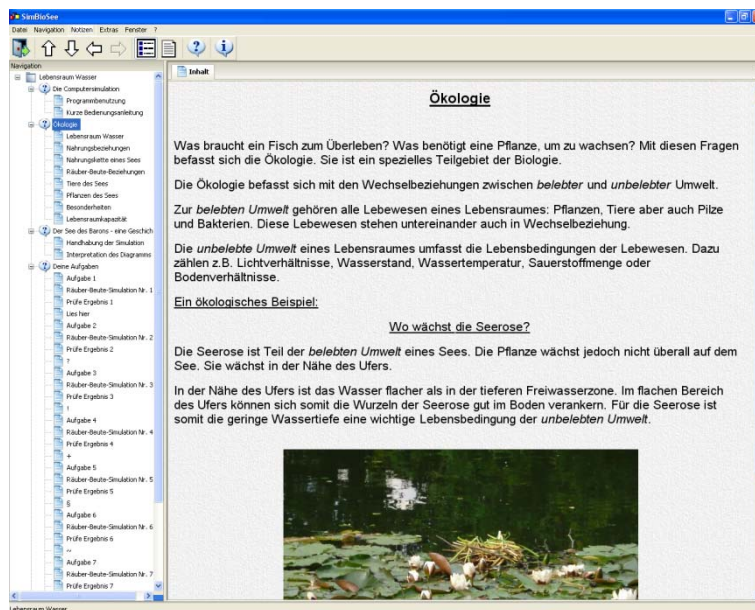 SimBioSee
Datei Navigation Notizen Extras Fenster ?
Navigation
Lebensraum Wasser
Die Computersimulation
Programmbenutzung
Kurze Bedienungsanleitung
Ökologie
Lebensraum Wasser
Nahrungsbeziehungen
Nahrungskette eines Sees
Räuber-Beute-Beziehungen
Tiere des Sees
Pflanzen des Sees
Besonderheiten
Lebensraumkapazität
Der See des Barons - eine Geschich
Handhabung der Simulation
Interpretation des Diagramms
Deine Aufgaben
Aufgabe 1
Räuber-Beute-Simulation Nr. 1
Prüfe Ergebnis 1
Lies hier
Aufgabe 2
Räuber-Beute-Simulation Nr. 2
Prüfe Ergebnis 2
?
Aufgabe 3
Räuber-Beute-Simulation Nr. 3
Prüfe Ergebnis 3
!
Aufgabe 4
Räuber-Beute-Simulation Nr. 4
Prüfe Ergebnis 4
+
Aufgabe 5
Räuber-Beute-Simulation Nr. 5
Prüfe Ergebnis 5
§
Aufgabe 6
Räuber-Beute-Simulation Nr. 6
Prüfe Ergebnis 6
~
Aufgabe 7
Räuber-Beute-Simulation Nr. 7
Prüfe Ergebnis 7
Inhalt
Ökologie
Was braucht ein Fisch zum Überleben? Was benötigt eine Pflanze, um zu wachsen? Mit diesen Fragen
befasst sich die Ökologie. Sie ist ein spezielles Teilgebiet der Biologie.
Die Ökologie befasst sich mit den Wechselbeziehungen zwischen belebter und unbelebter Umwelt.
Zur belebten Umwelt gehören alle Lebewesen eines Lebensraumes: Pflanzen, Tiere aber auch Pilze
und Bakterien. Diese Lebewesen stehen untereinander auch in Wechselbeziehung.
Die unbelebte Umwelt eines Lebensraumes umfasst die Lebensbedingungen der Lebewesen. Dazu
zählen z.B. Lichtverhältnisse, Wasserstand, Wassertemperatur, Sauerstoffmenge oder
Bodenverhältnisse.
Ein ökologisches Beispiel:
Wo wächst die Seerose?
Die Seerose ist Teil der belebten Umwelt eines Sees. Die Pflanze wächst jedoch nicht überall auf dem
See. Sie wächst in der Nähe des Ufers.
In der Nähe des Ufers ist das Wasser flacher als in der tieferen Freiwasserzone. Im flachen Bereich
des Ufers können sich somit die Wurzeln der Seerose gut im Boden verankern. Für die Seerose ist
somit die geringe Wassertiefe eine wichtige Lebensbedingung der unbelebten Umwelt.
Lebensraum Wasser